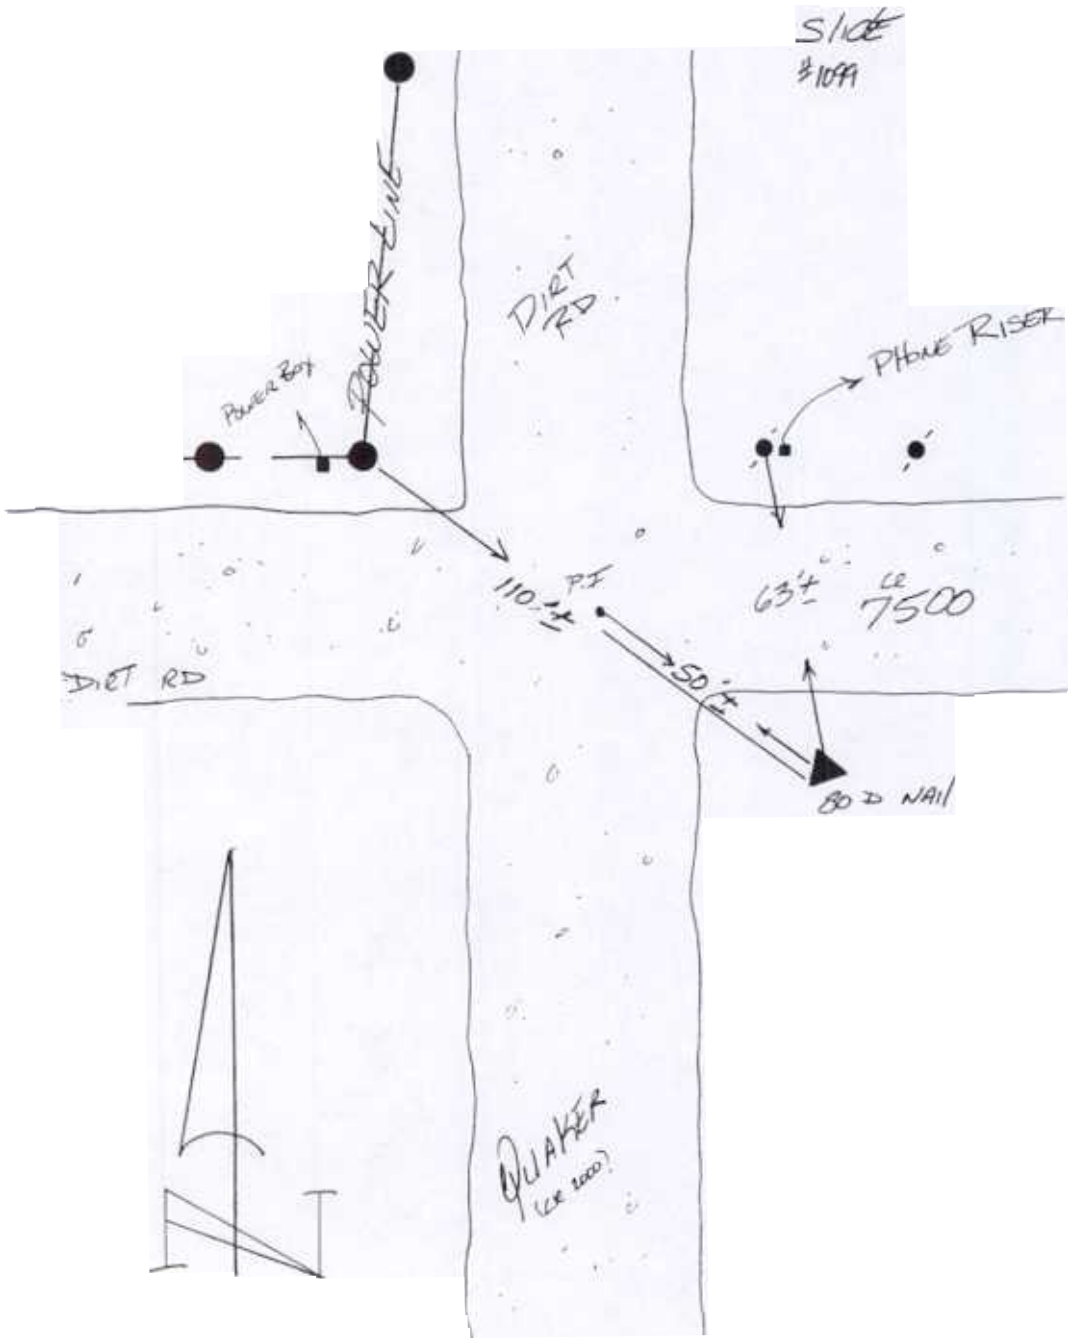 SLIDE
#1099
POWER LINE
DIRT
RD
PHONE RISER
POWER BOX
110'±
P.I
63'±
CR
7500
50'±
DIRT RD
80 D NAIL
QUAKER
(CR 2000)
N